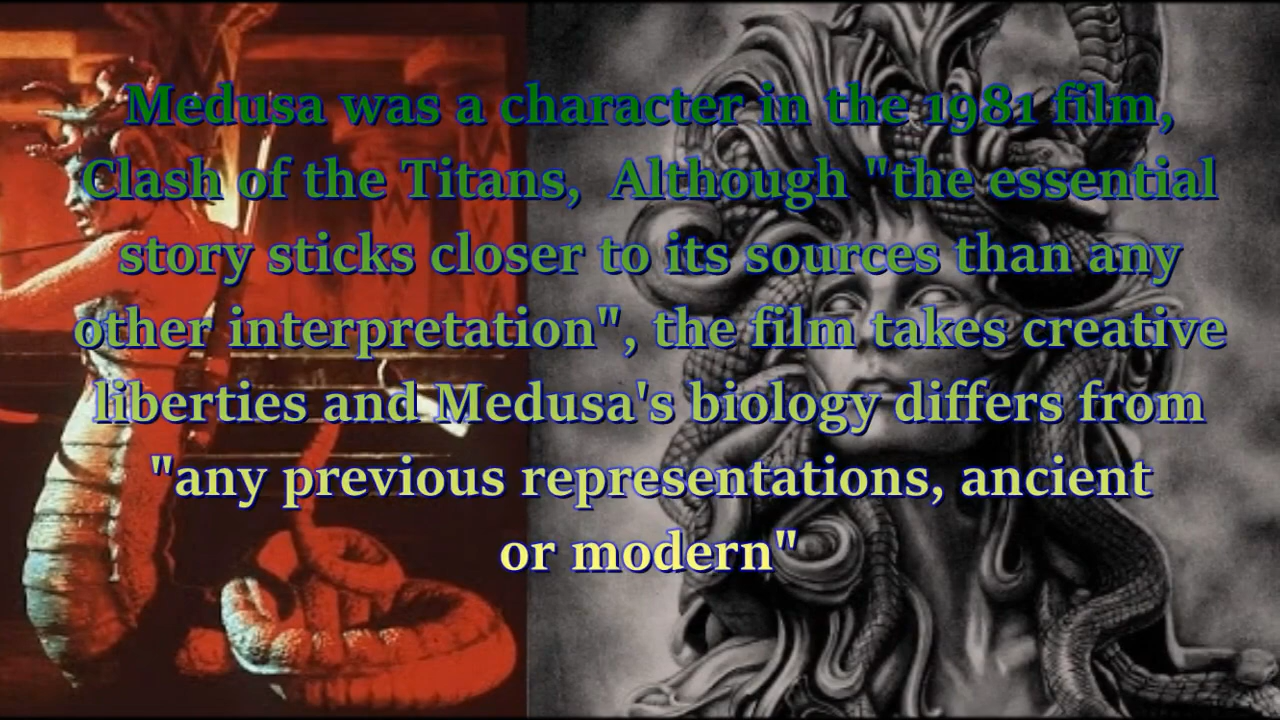 Medusa was a character in the 1981 film,
Clash of the Titans,  Although "the essential
story sticks closer to its sources than any
other interpretation", the film takes creative
liberties and Medusa's biology differs from
"any previous representations, ancient
or modern"